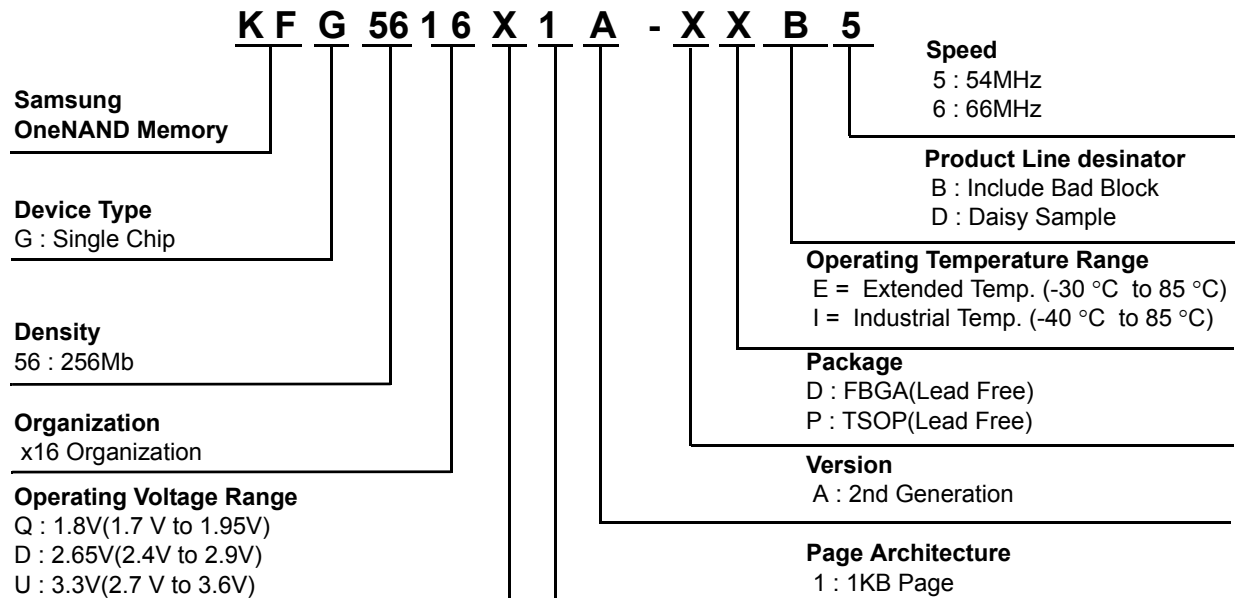 K F G 56 1 6 X 1 A - X X B 5
Samsung
OneNAND Memory
Device Type
G : Single Chip
Density
56 : 256Mb
Organization
x16 Organization
Operating Voltage Range
Q : 1.8V(1.7 V to 1.95V)
D : 2.65V(2.4V to 2.9V)
U : 3.3V(2.7 V to 3.6V)
Speed
5 : 54MHz
6 : 66MHz
Product Line desinator
B : Include Bad Block
D : Daisy Sample
Operating Temperature Range
E = Extended Temp. (-30 °C to 85 °C)
I = Industrial Temp. (-40 °C to 85 °C)
Package
D : FBGA(Lead Free)
P : TSOP(Lead Free)
Version
A : 2nd Generation
Page Architecture
1 : 1KB Page